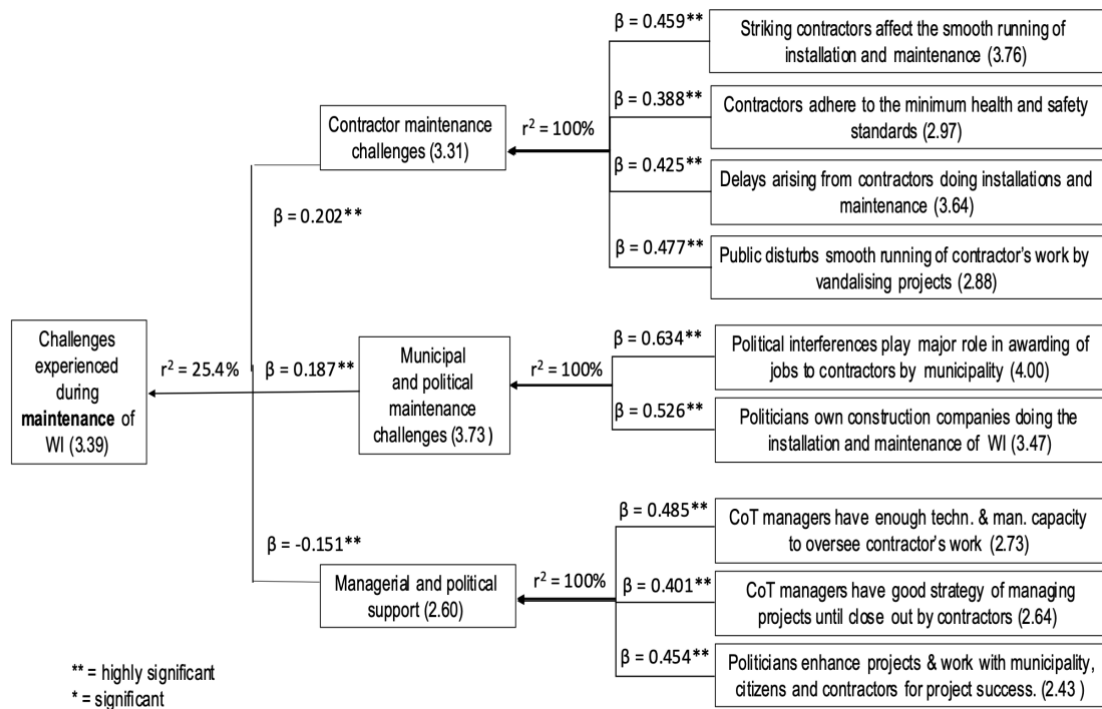 β = 0.459**
Striking contractors affect the smooth running of
installation and maintenance (3.76)
β = 0.388**
Contractors adhere to the minimum health and safety
standards (2.97)
Contractor maintenance
challenges (3.31)
r² = 100%
β = 0.425**
Delays arising from contractors doing installations and
maintenance (3.64)
β = 0.202**
β = 0.477**
Public disturbs smooth running of contractor's work by
vandalising projects (2.88)
Challenges
experienced
during
maintenance of
WI (3.39)
r² = 25.4%
β = 0.187**
Municipal
and political
maintenance
challenges (3.73 )
r² = 100%
β = 0.634**
Political interferences play major role in awarding of
jobs to contractors by municipality (4.00)
β = 0.526**
Politicians own construction companies doing the
installation and maintenance of WI (3.47)
β = -0.151**
Managerial and political
support (2.60)
r² = 100%
β = 0.485**
CoT managers have enough techn. & man. capacity
to oversee contractor's work (2.73)
β = 0.401**
CoT managers have good strategy of managing
projects until close out by contractors (2.64)
β = 0.454**
Politicians enhance projects & work with municipality,
citizens and contractors for project success. (2.43 )
** = highly significant
* = significant